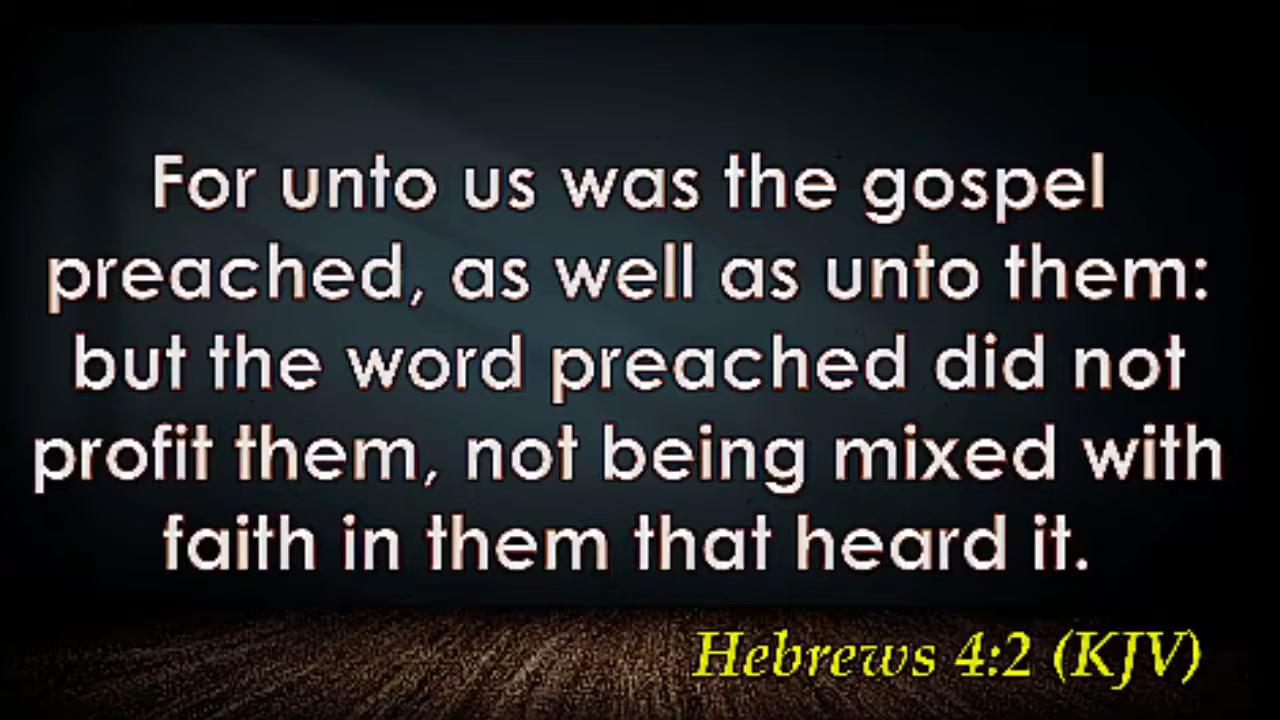 For unto us was the gospel
preached, as well as unto them:
but the word preached did not
profit them, not being mixed with
faith in them that heard it.
Hebrews 4:2 (KJV)